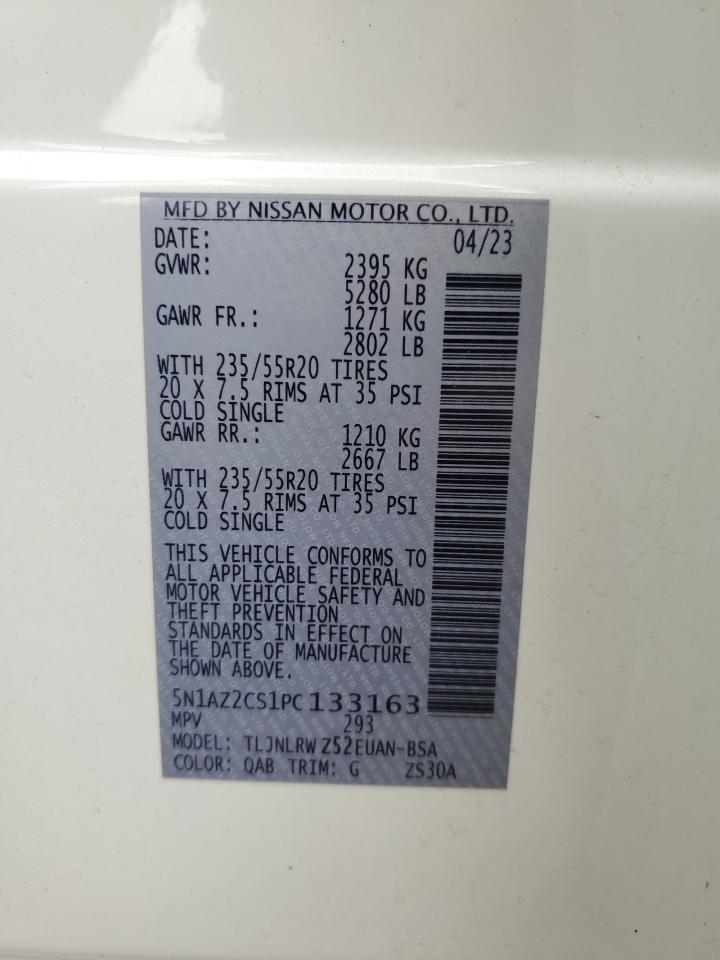 MFD BY NISSAN MOTOR CO., LTD.
DATE: 04/23
GVWR: 2395 KG
5280 LB
GAWR FR.: 1271 KG
2802 LB
WITH 235/55R20 TIRES
20 X 7.5 RIMS AT 35 PSI
COLD SINGLE
GAWR RR.: 1210 KG
2667 LB
WITH 235/55R20 TIRES
20 X 7.5 RIMS AT 35 PSI
COLD SINGLE
THIS VEHICLE CONFORMS TO
ALL APPLICABLE FEDERAL
MOTOR VEHICLE SAFETY AND
THEFT PREVENTION
STANDARDS IN EFFECT ON
THE DATE OF MANUFACTURE
SHOWN ABOVE.
5N1AZ2CS1PC133163
MPV 293
MODEL: TLJNLRW Z52EUAN-BSA
COLOR: QAB TRIM: G ZS30A